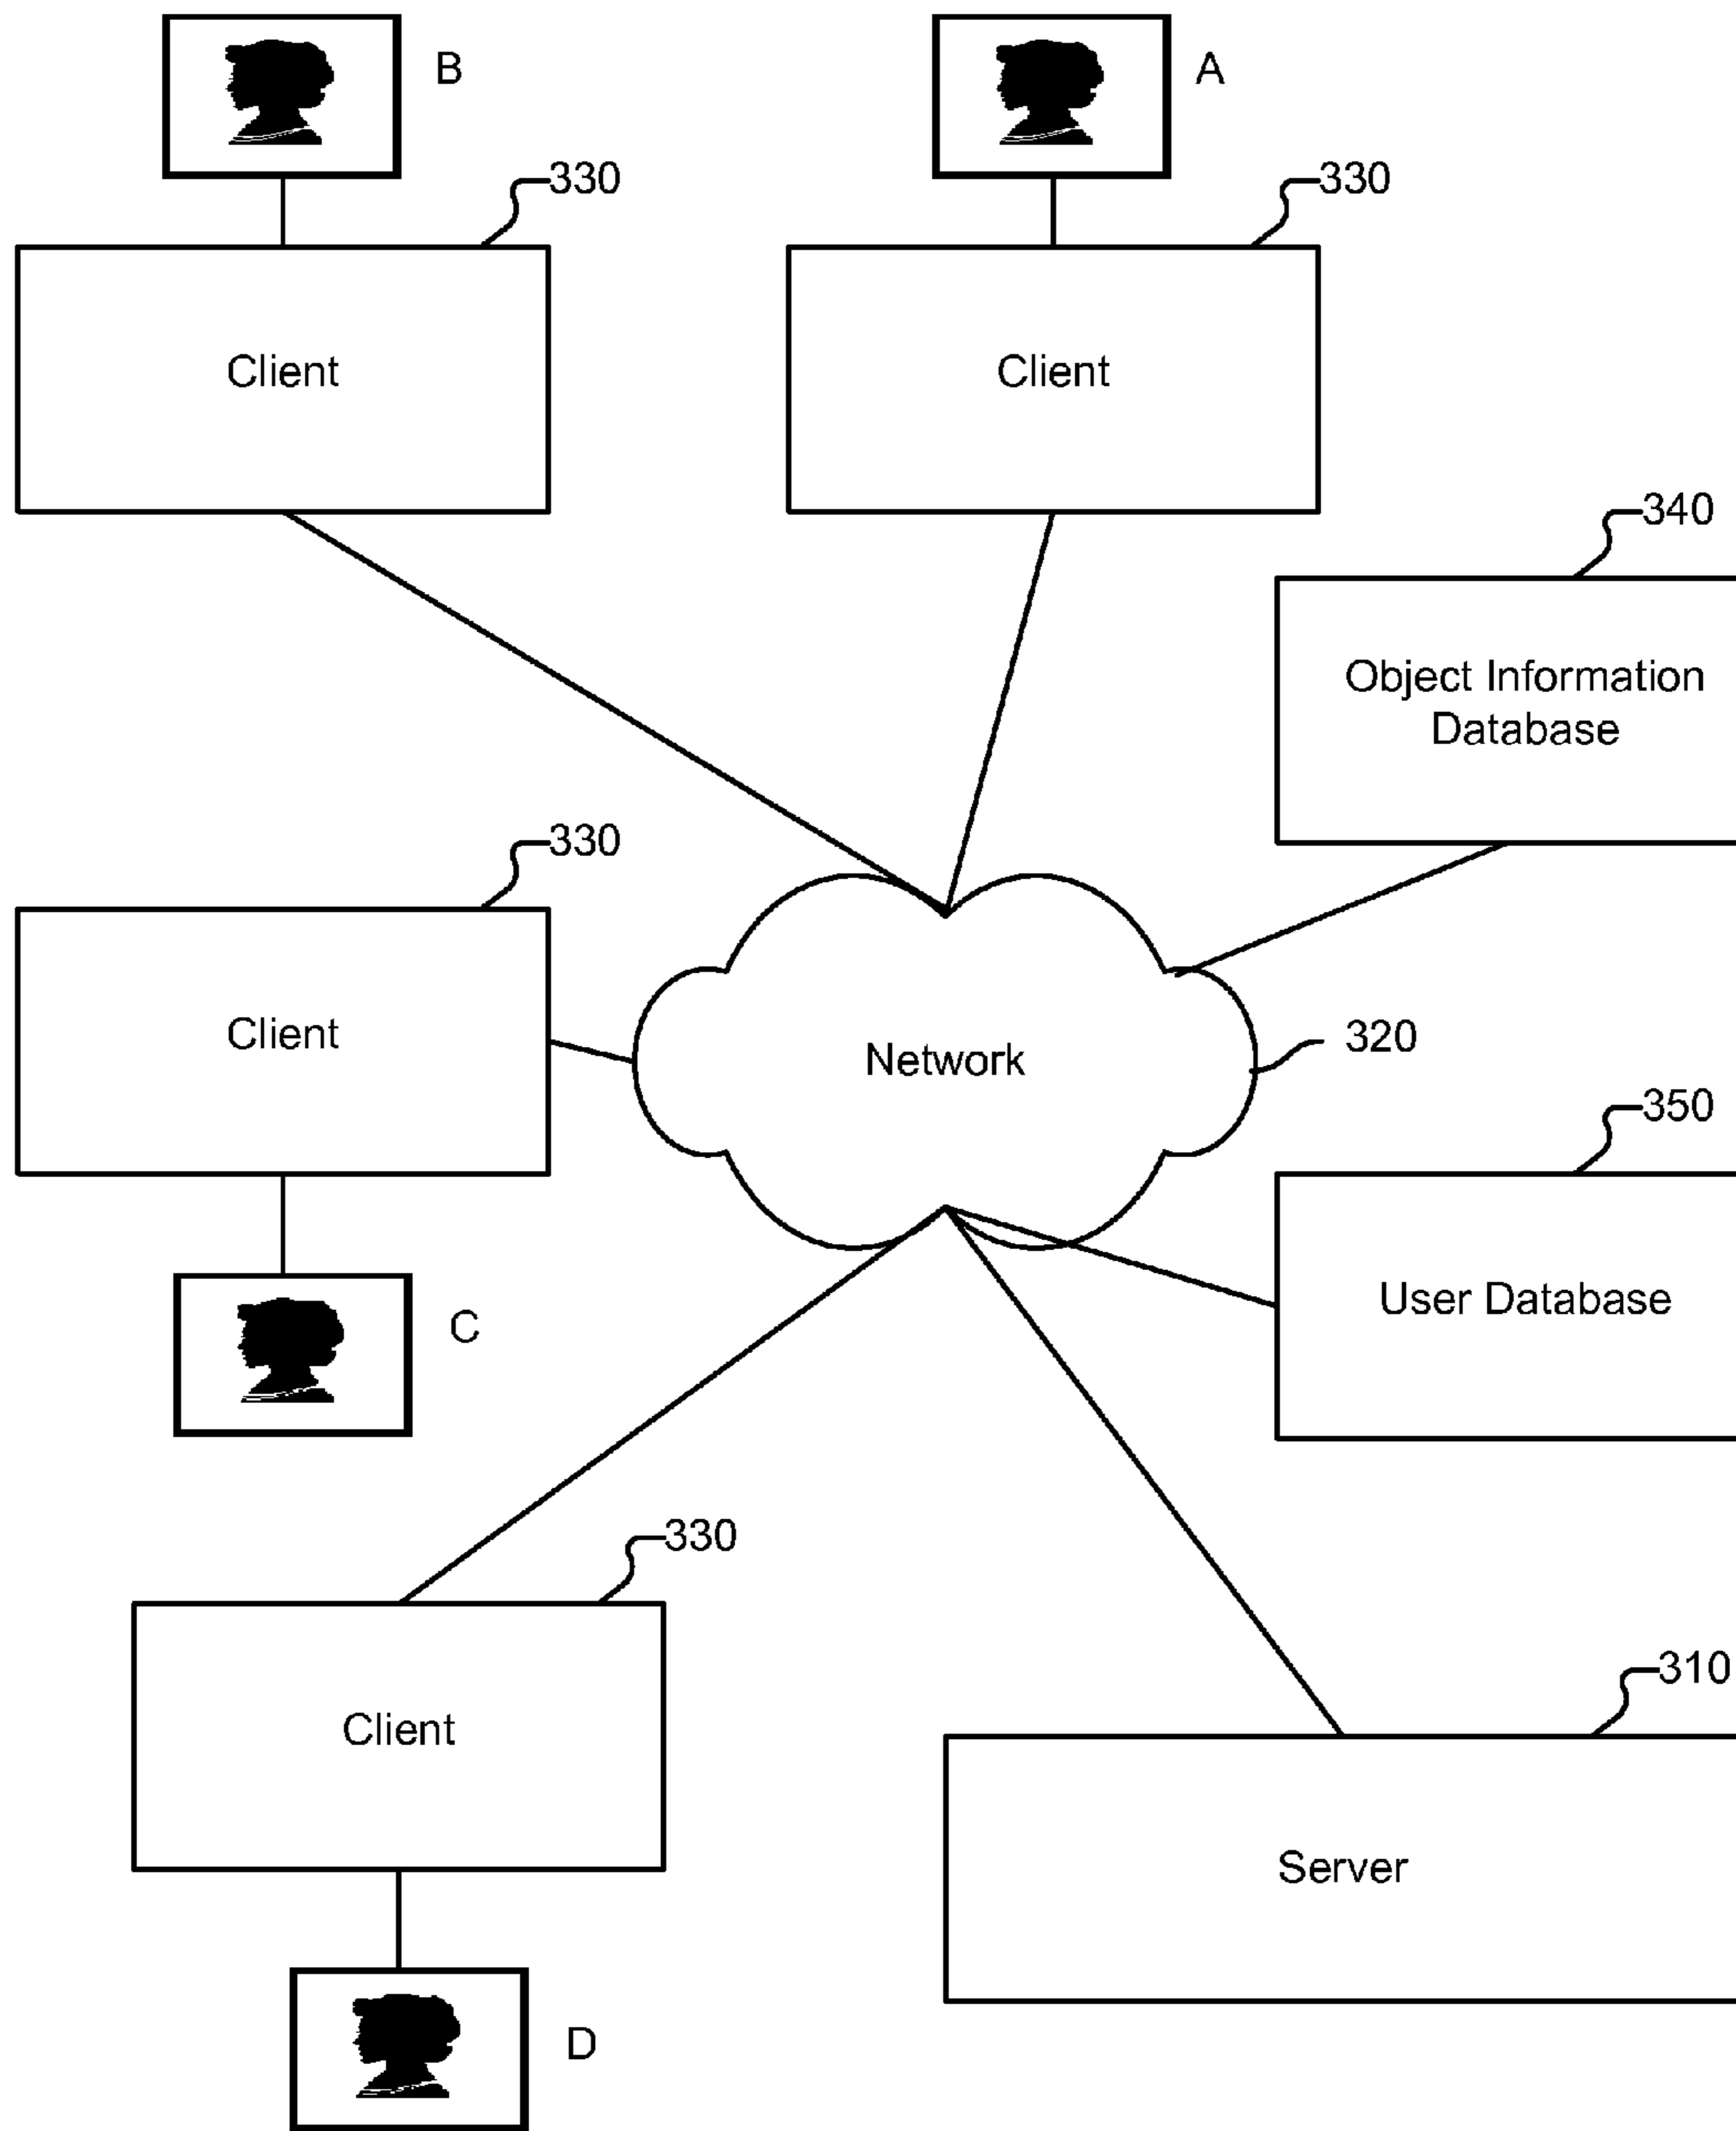 B
A
330
330
Client
Client
340
Object Information
Database
330
Client
Network
320
350
User Database
C
330
310
Client
Server
D